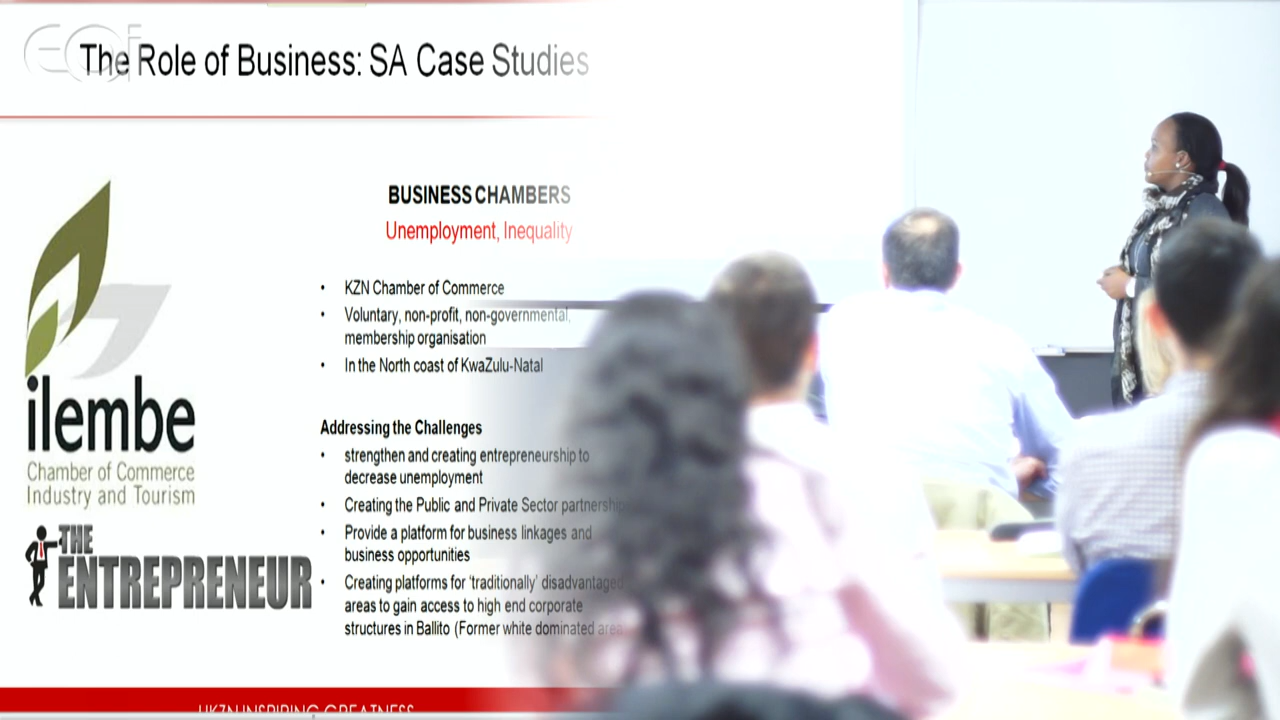 EQi
The Role of Business: SA Case Studies
BUSINESS CHAMBERS
Unemployment, Inequality
• KZN Chamber of Commerce
• Voluntary, non-profit, non-governmental,
membership organisation
• In the North coast of KwaZulu-Natal
ilembe
Chamber of Commerce
Industry and Tourism
Addressing the Challenges
• strengthen and creating entrepreneurship to
decrease unemployment
• Creating the Public and Private Sector partnership
• Provide a platform for business linkages and
business opportunities
• Creating platforms for 'traditionally' disadvantaged
areas to gain access to high end corporate
structures in Ballito (Former white dominated area
THE
ENTREPRENEUR
UKZN INSPIRING GREATNESS